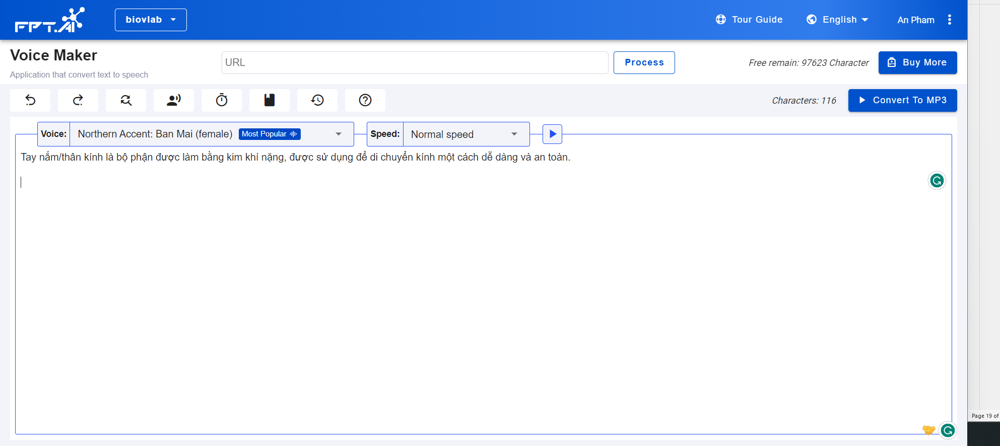 FPT.AI
biovlab
Tour Guide
English
An Pham
Voice Maker
Application that convert text to speech
URL
Process
Free remain: 97623 Character
Buy More
Characters: 116
Convert To MP3
Voice: Northern Accent: Ban Mai (female) Most Popular
Speed: Normal speed
Tay nắm/thân kính là bộ phận được làm bằng kim khí nặng, được sử dụng để di chuyển kính một cách dễ dàng và an toàn.
Page 19 of